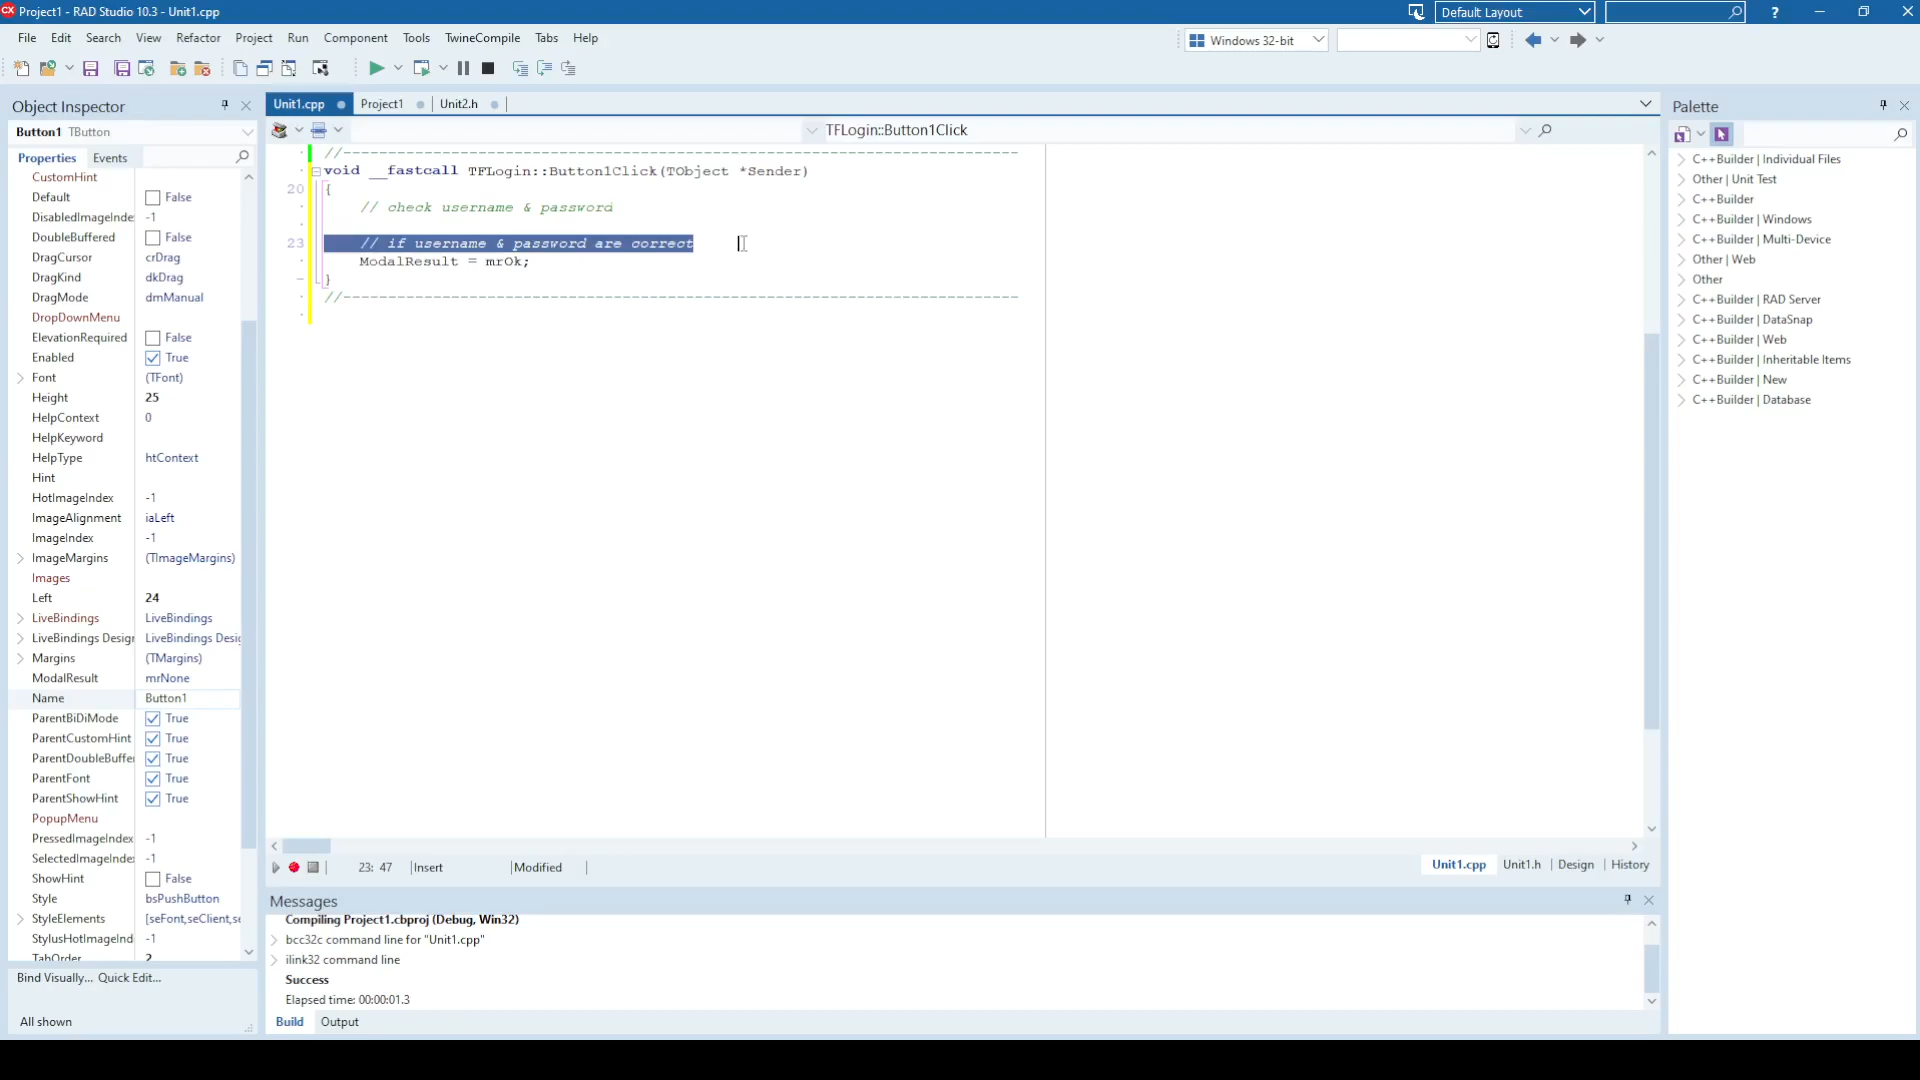 Project1 - RAD Studio 10.3 - Unit1.cpp
Default Layout
?
File Edit Search View Refactor Project Run Component Tools TwineCompile Tabs Help
Windows 32-bit
Object Inspector
Button1 TButton
Properties Events
CustomHint
Default False
DisabledImageInde -1
DoubleBuffered False
DragCursor crDrag
DragKind dkDrag
DragMode dmManual
DropDownMenu
ElevationRequired False
Enabled True
Font (TFont)
Height 25
HelpContext 0
HelpKeyword
HelpType htContext
Hint
HotImageIndex -1
ImageAlignment iaLeft
ImageIndex -1
ImageMargins (TImageMargins)
Images
Left 24
LiveBindings LiveBindings
LiveBindings Design LiveBindings Desi
Margins (TMargins)
ModalResult mrNone
Name Button1
ParentBiDiMode True
ParentCustomHint True
ParentDoubleBuffe True
ParentFont True
ParentShowHint True
PopupMenu
PressedImageIndex -1
SelectedImageInde -1
ShowHint False
Style bsPushButton
StyleElements [seFont,seClient,se
StylusHotImageInd -1
TabOrder 2
Bind Visually... Quick Edit...
All shown
Unit1.cpp Project1 Unit2.h
TFLogin::Button1Click
//---------------------------------------------------------------------------
void __fastcall TFLogin::Button1Click(TObject *Sender)
20 {
// check username & password
23 // if username & password are correct
ModalResult = mrOk;
}
//---------------------------------------------------------------------------
23: 47 Insert Modified
Unit1.cpp Unit1.h Design History
Messages
Compiling Project1.cbproj (Debug, Win32)
bcc32c command line for "Unit1.cpp"
ilink32 command line
Success
Elapsed time: 00:00:01.3
Build Output
Palette
C++Builder | Individual Files
Other | Unit Test
C++Builder
C++Builder | Windows
C++Builder | Multi-Device
Other | Web
Other
C++Builder | RAD Server
C++Builder | DataSnap
C++Builder | Web
C++Builder | Inheritable Items
C++Builder | New
C++Builder | Database